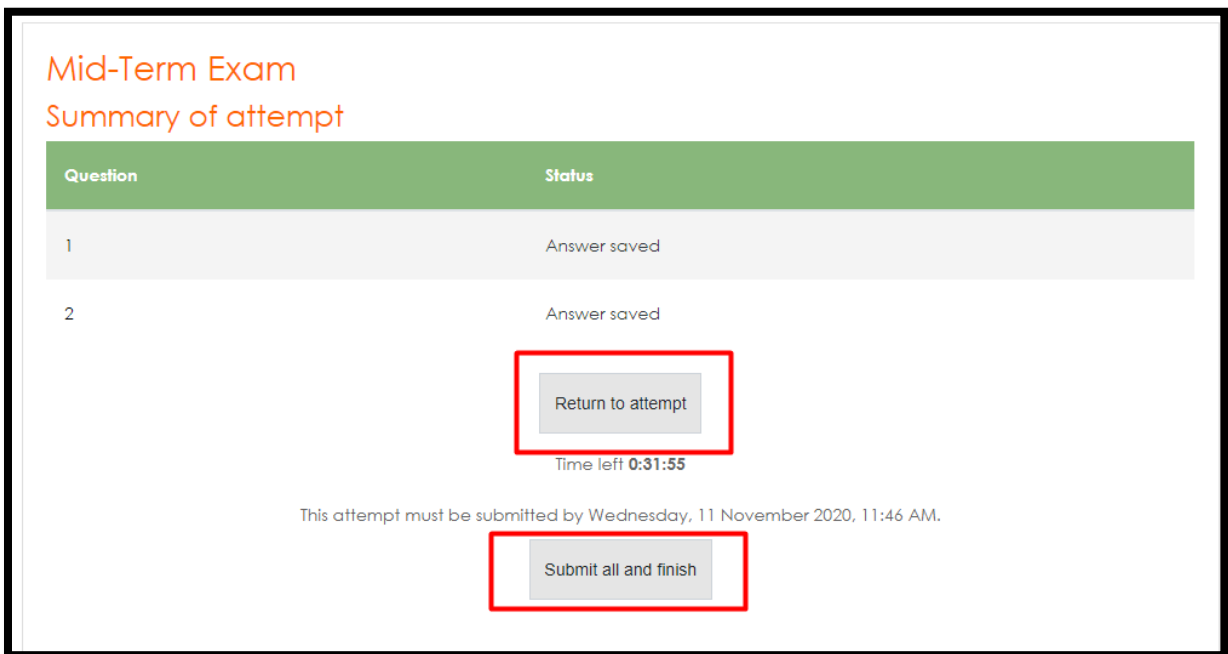 Mid-Term Exam
Summary of attempt
Question Status
1 Answer saved
2 Answer saved
Return to attempt
Time left 0:31:55
This attempt must be submitted by Wednesday, 11 November 2020, 11:46 AM.
Submit all and finish